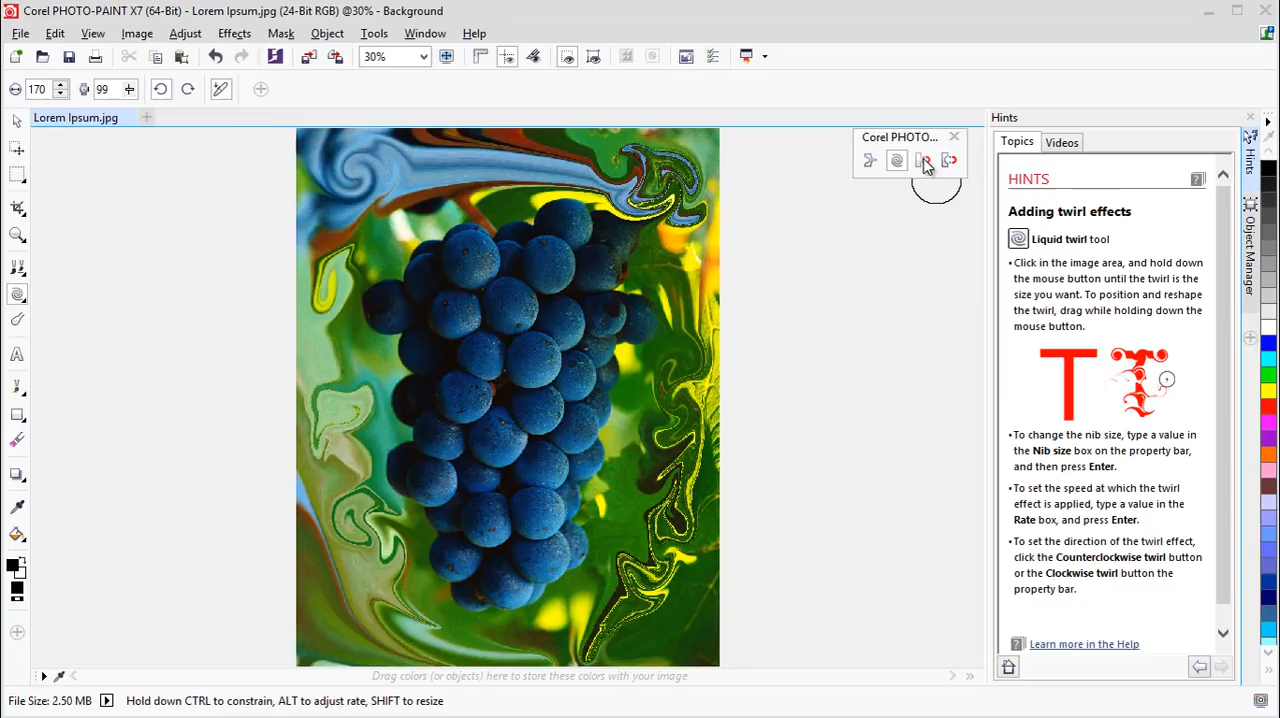 Corel PHOTO-PAINT X7 (64-Bit) - Lorem Ipsum.jpg (24-Bit RGB) @30% - Background
File Edit View Image Adjust Effects Mask Object Tools Window Help
30%
170 99
Lorem Ipsum.jpg
Hints
Corel PHOTO...
Topics Videos
HINTS
Adding twirl effects
Liquid twirl tool
•Click in the image area, and hold down
the mouse button until the twirl is the
size you want. To position and reshape
the twirl, drag while holding down the
mouse button.
T T
•To change the nib size, type a value in
the Nib size box on the property bar,
and then press Enter.
•To set the speed at which the twirl
effect is applied, type a value in the
Rate box, and press Enter.
•To set the direction of the twirl effect,
click the Counterclockwise twirl button
or the Clockwise twirl button the
property bar.
Learn more in the Help
Hints
Object Manager
Drag colors (or objects) here to store these colors with your image
File Size: 2.50 MB Hold down CTRL to constrain, ALT to adjust rate, SHIFT to resize